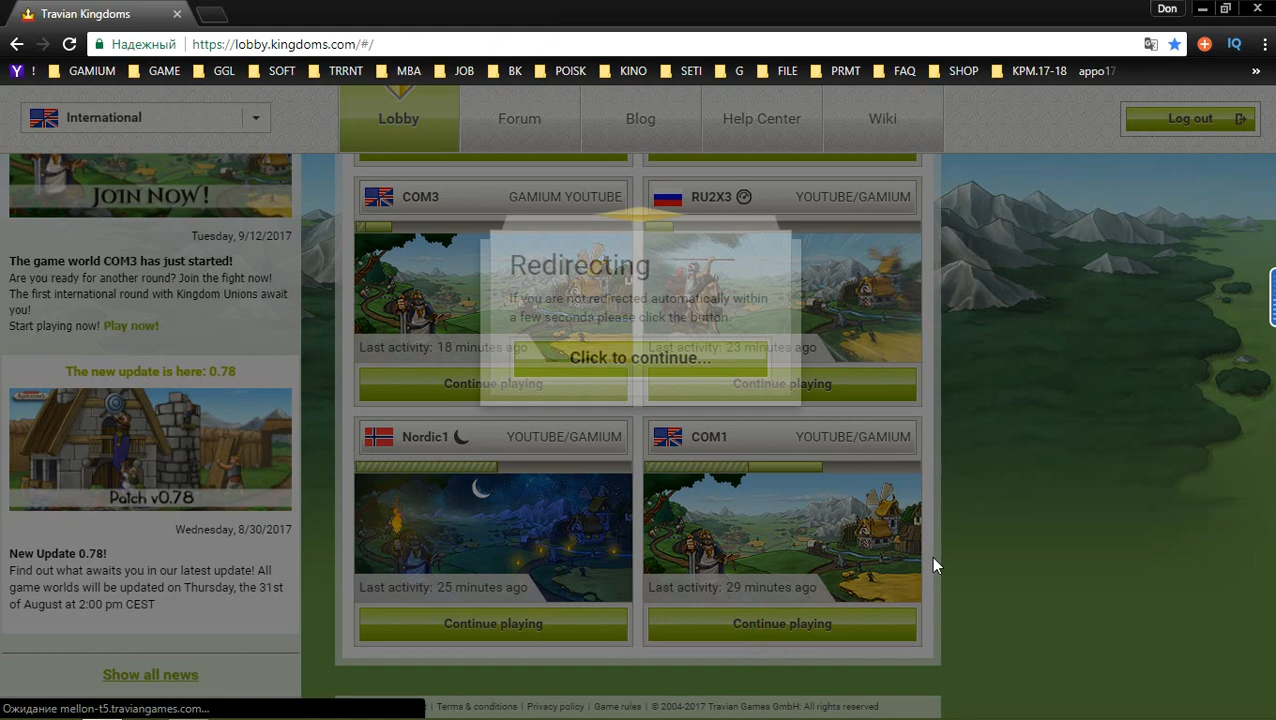 Travian Kingdoms
Don
Надежный
https://lobby.kingdoms.com/#/
IQ
Y ! GAMIUM GAME GGL SOFT TRRNT MBA JOB BK POISK KINO SETI G FILE PRMT FAQ SHOP KPM.17-18 appo17 »
International
Lobby
Forum
Blog
Help Center
Wiki
Log out
JOIN NOW!
Tuesday, 9/12/2017
The game world COM3 has just started!
Are you ready for another round? Join the fight now!
The first international round with Kingdom Unions await
you!
Start playing now! Play now!
The new update is here: 0.78
Patch v0.78
Wednesday, 8/30/2017
New Update 0.78!
Find out what awaits you in our latest update! All
game worlds will be updated on Thursday, the 31st
of August at 2:00 pm CEST
Show all news
COM3 GAMIUM YOUTUBE
RU2X3 YOUTUBE/GAMIUM
Redirecting
If you are not redirected automatically within
a few seconds please click the button.
Click to continue...
Last activity: 18 minutes ago
Last activity: 23 minutes ago
Continue playing
Continue playing
Nordic1 YOUTUBE/GAMIUM
COM1 YOUTUBE/GAMIUM
Last activity: 25 minutes ago
Last activity: 29 minutes ago
Continue playing
Continue playing
| Terms & conditions | Privacy policy | Game rules | © 2004-2017 Travian Games GmbH: All rights reserved
Ожидание mellon-t5.traviangames.com...